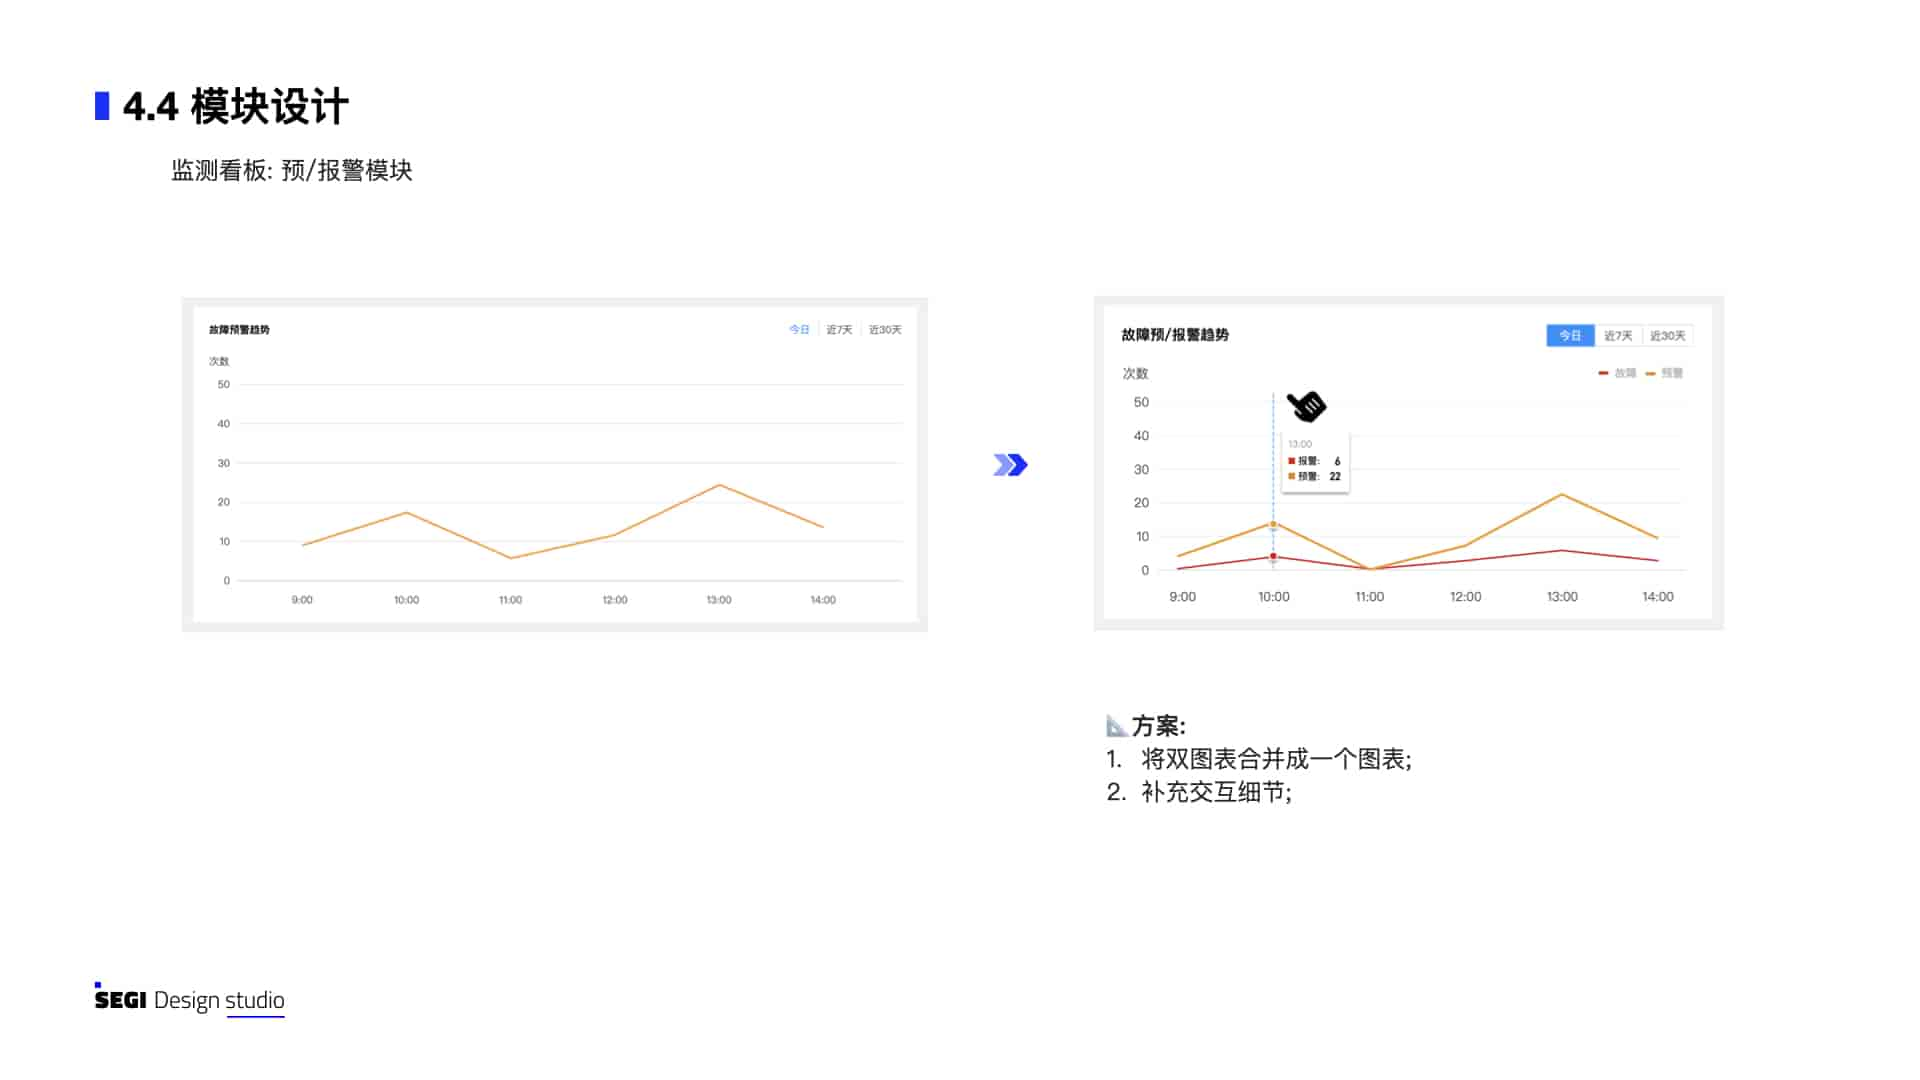 4.4 模块设计
监测看板: 预/报警模块
故障预警趋势
今日 近7天 近30天
次数
50
40
30
20
10
0
9:00 10:00 11:00 12:00 13:00 14:00
故障预/报警趋势
今日 近7天 近30天
次数
故障 预警
50
40
30
20
10
0
13:00
报警: 6
预警: 22
9:00 10:00 11:00 12:00 13:00 14:00
方案:
1. 将双图表合并成一个图表;
2. 补充交互细节;
SEGI Design studio